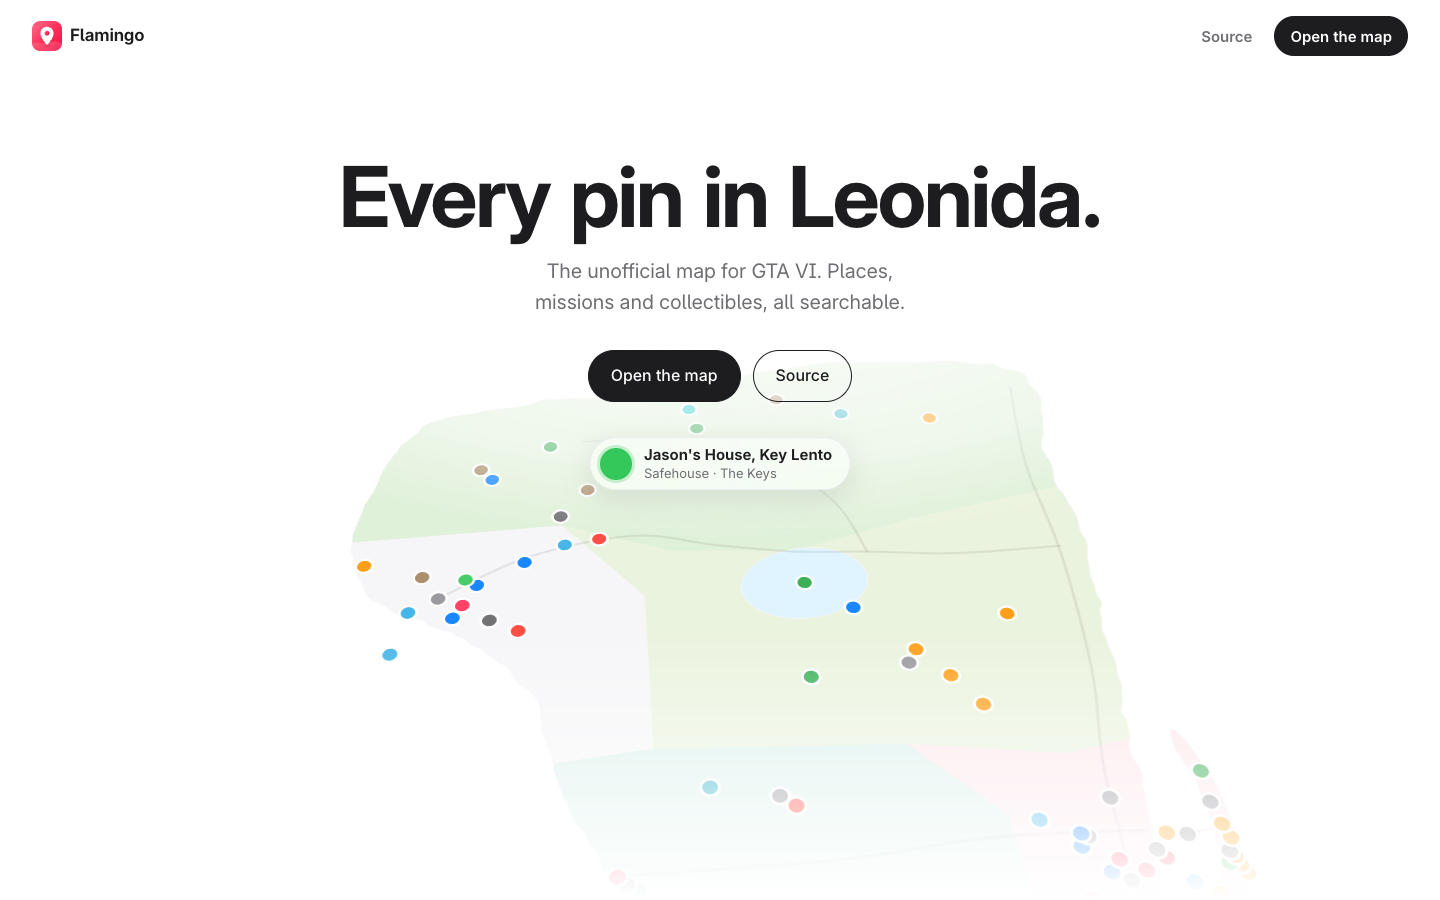 Flamingo
Source
Open the map
Every pin in Leonida.
The unofficial map for GTA VI. Places,
missions and collectibles, all searchable.
Open the map
Source
Jason's House, Key Lento
Safehouse · The Keys